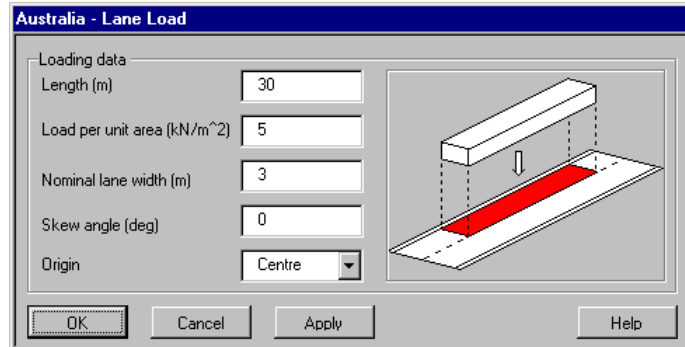 Australia - Lane Load
Loading data
Length (m) 30
Load per unit area (kN/m^2) 5
Nominal lane width (m) 3
Skew angle (deg) 0
Origin Centre
OK Cancel Apply Help